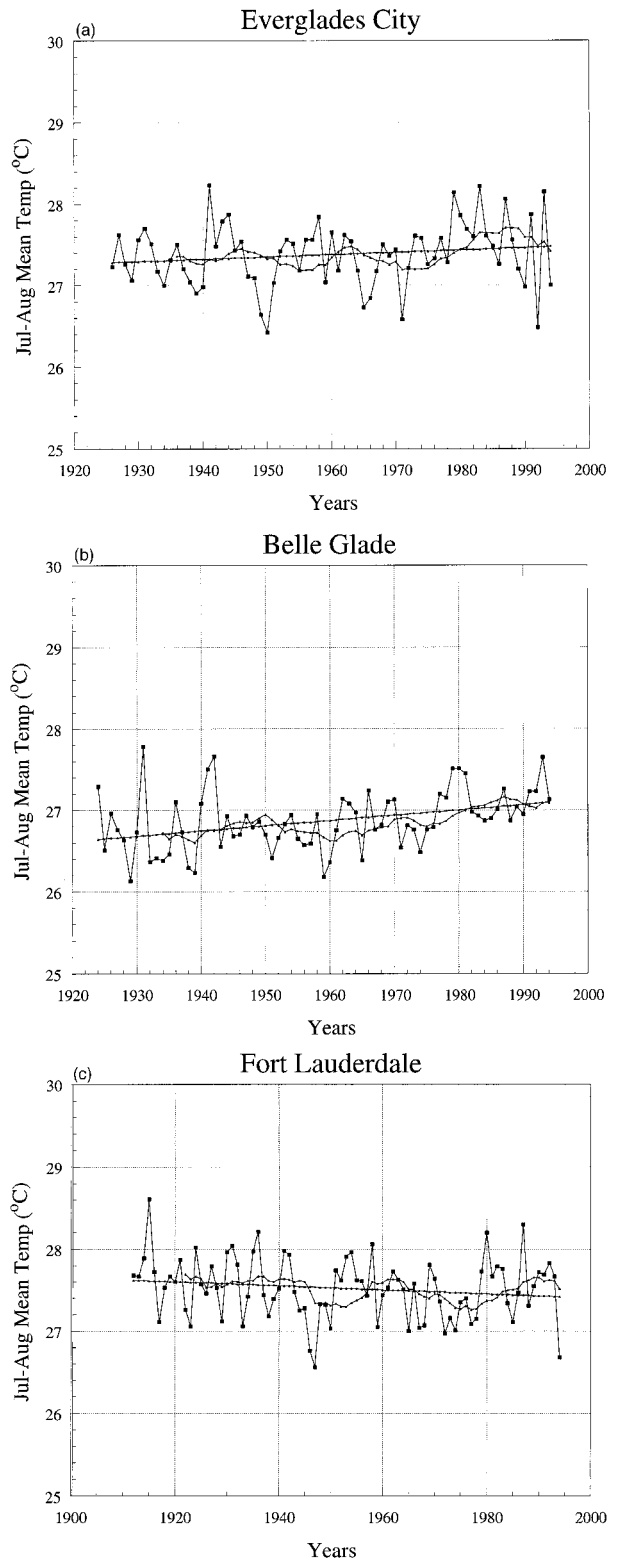 Everglades City
(a)
30
29
28
27
26
25
Jul-Aug Mean Temp (°C)
1920 1930 1940 1950 1960 1970 1980 1990 2000
Years
Belle Glade
(b)
30
29
28
27
26
25
Jul-Aug Mean Temp (°C)
1920 1930 1940 1950 1960 1970 1980 1990 2000
Years
Fort Lauderdale
(c)
30
29
28
27
26
25
Jul-Aug Mean Temp (°C)
1900 1920 1940 1960 1980 2000
Years